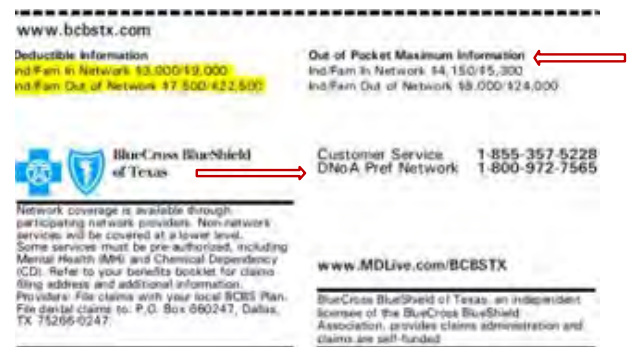 www.bcbstx.com
Deductible Information
Ind/Fam In Network $3,000/$9,000
Ind/Fam Out of Network $7,500/$22,500
Out of Pocket Maximum Information
Ind/Fam In Network $4,150/$5,300
Ind/Fam Out of Network $8,000/$24,000
BlueCross BlueShield
of Texas
Customer Service 1-855-357-5228
DNoA Pref Network 1-800-972-7565
Network coverage is available through
participating network providers. Non-network
services will be covered at a lower level.
Some services must be pre-authorized, including
Mental Health (MH) and Chemical Dependency
(CD). Refer to your benefits booklet for claims
filing address and additional information.
Providers: File claims with your local BCBS Plan.
File dental claims to: P.O. Box 660247, Dallas,
TX 75266-0247
www.MDLive.com/BCBSTX
BlueCross BlueShield of Texas, an independent
licensee of the BlueCross BlueShield
Association, provides claims administration and
claims are self-funded